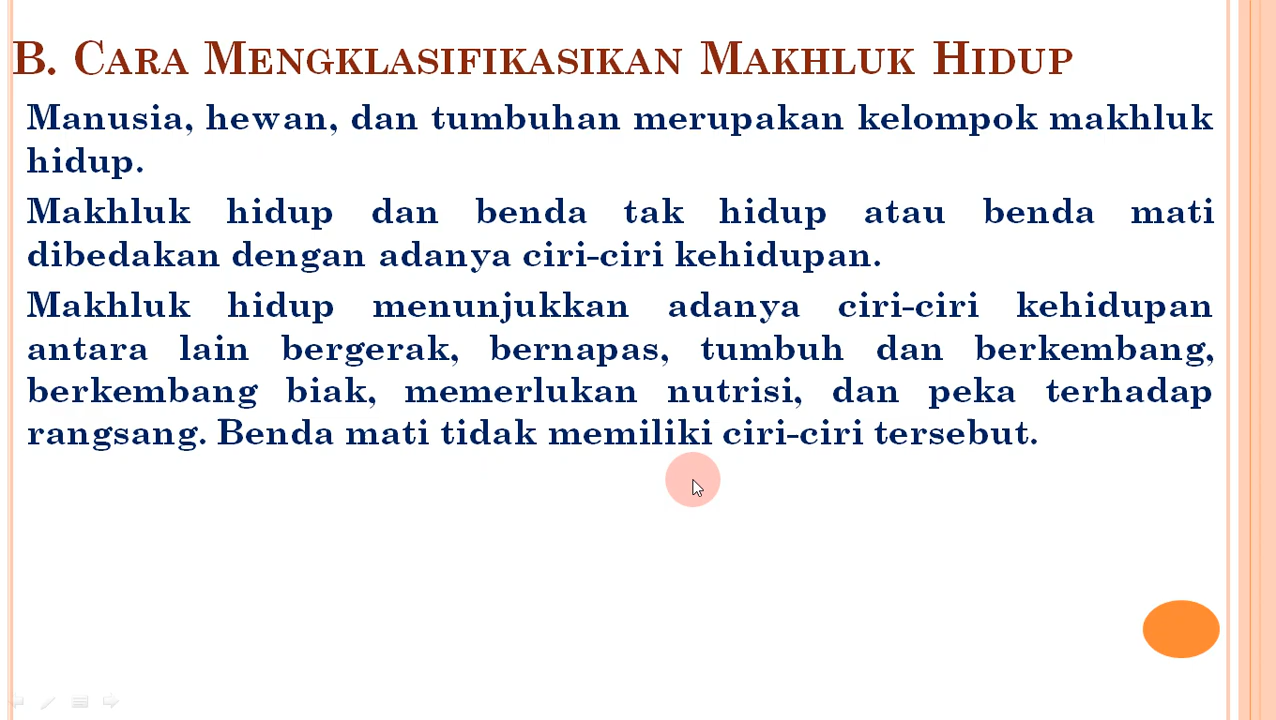 B. Cara Mengklasifikasikan Makhluk Hidup
Manusia, hewan, dan tumbuhan merupakan kelompok makhluk
hidup.
Makhluk hidup dan benda tak hidup atau benda mati
dibedakan dengan adanya ciri-ciri kehidupan.
Makhluk hidup menunjukkan adanya ciri-ciri kehidupan
antara lain bergerak, bernapas, tumbuh dan berkembang,
berkembang biak, memerlukan nutrisi, dan peka terhadap
rangsang. Benda mati tidak memiliki ciri-ciri tersebut.